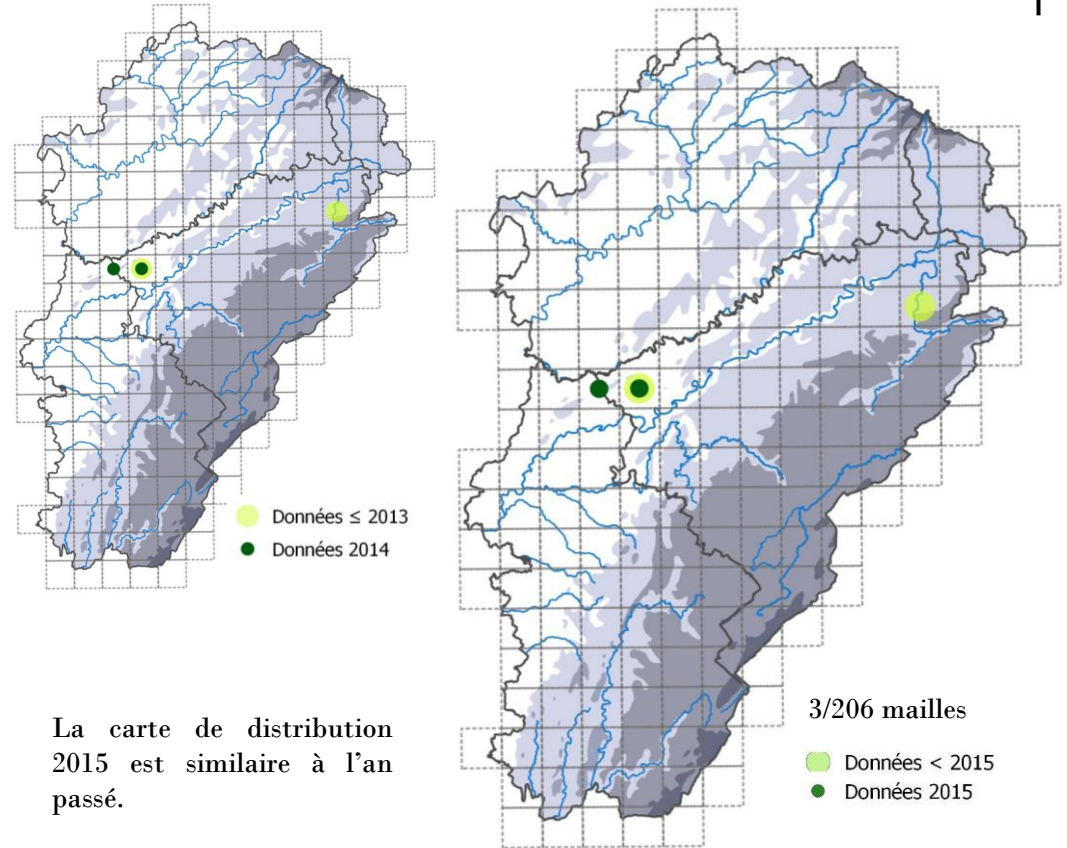 Données ≤ 2013
Données 2014
La carte de distribution
2015 est similaire à l’an
passé.
3/206 mailles
Données < 2015
Données 2015